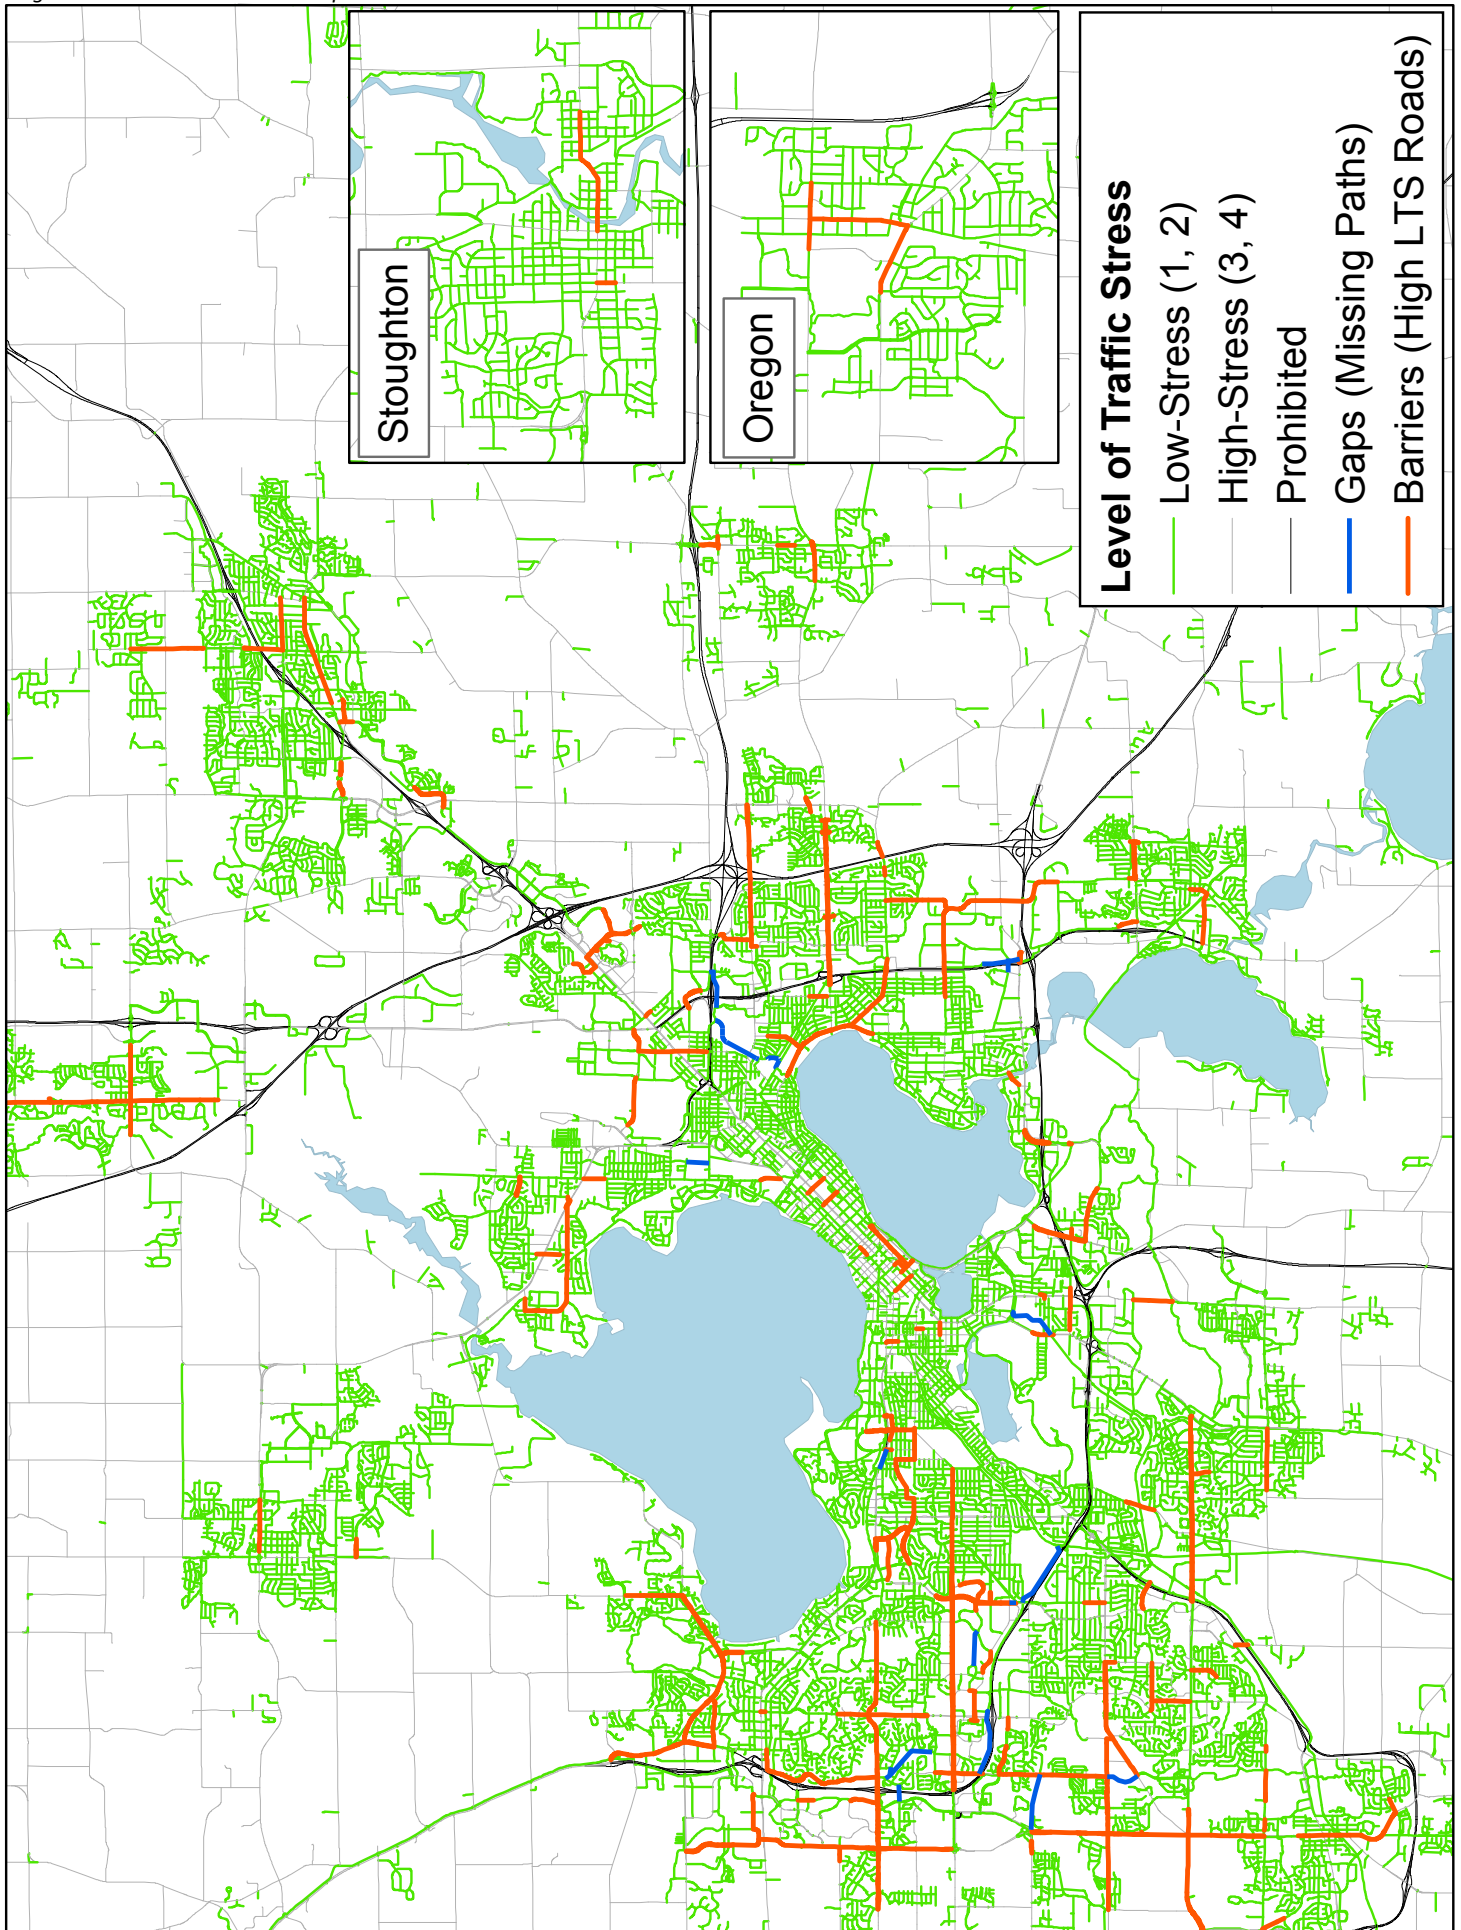 Stoughton
Oregon
Level of Traffic Stress
Low-Stress (1, 2)
High-Stress (3, 4)
Prohibited
Gaps (Missing Paths)
Barriers (High LTS Roads)